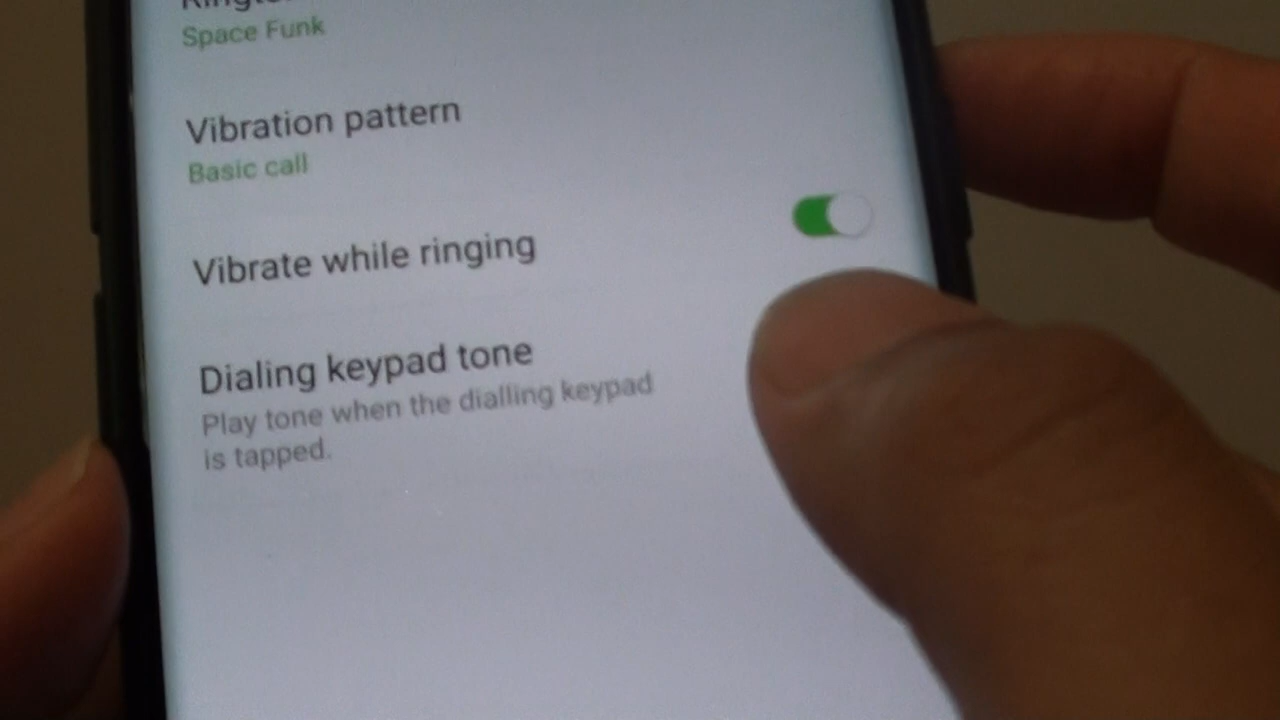 Space Funk
Vibration pattern
Basic call
Vibrate while ringing
Dialing keypad tone
Play tone when the dialling keypad
is tapped.